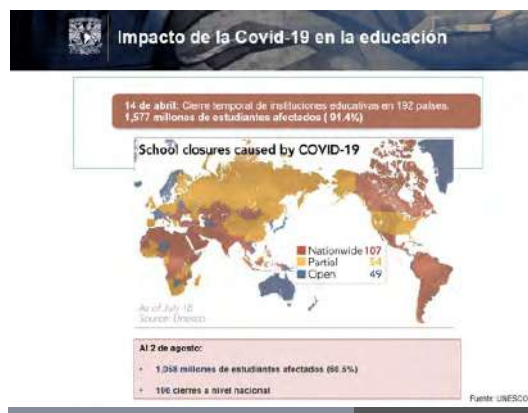 Impacto de la Covid-19 en la educación
14 de abril: Cierre temporal de instituciones educativas en 192 países.
1,577 millones de estudiantes afectados ( 91.4%)
School closures caused by COVID-19
Nationwide 107
Partial 54
Open 49
As of July 18
Source: Unesco
Al 2 de agosto:
• 1,058 millones de estudiantes afectados (60.5%)
• 106 cierres a nivel nacional
Fuente: UNESCO